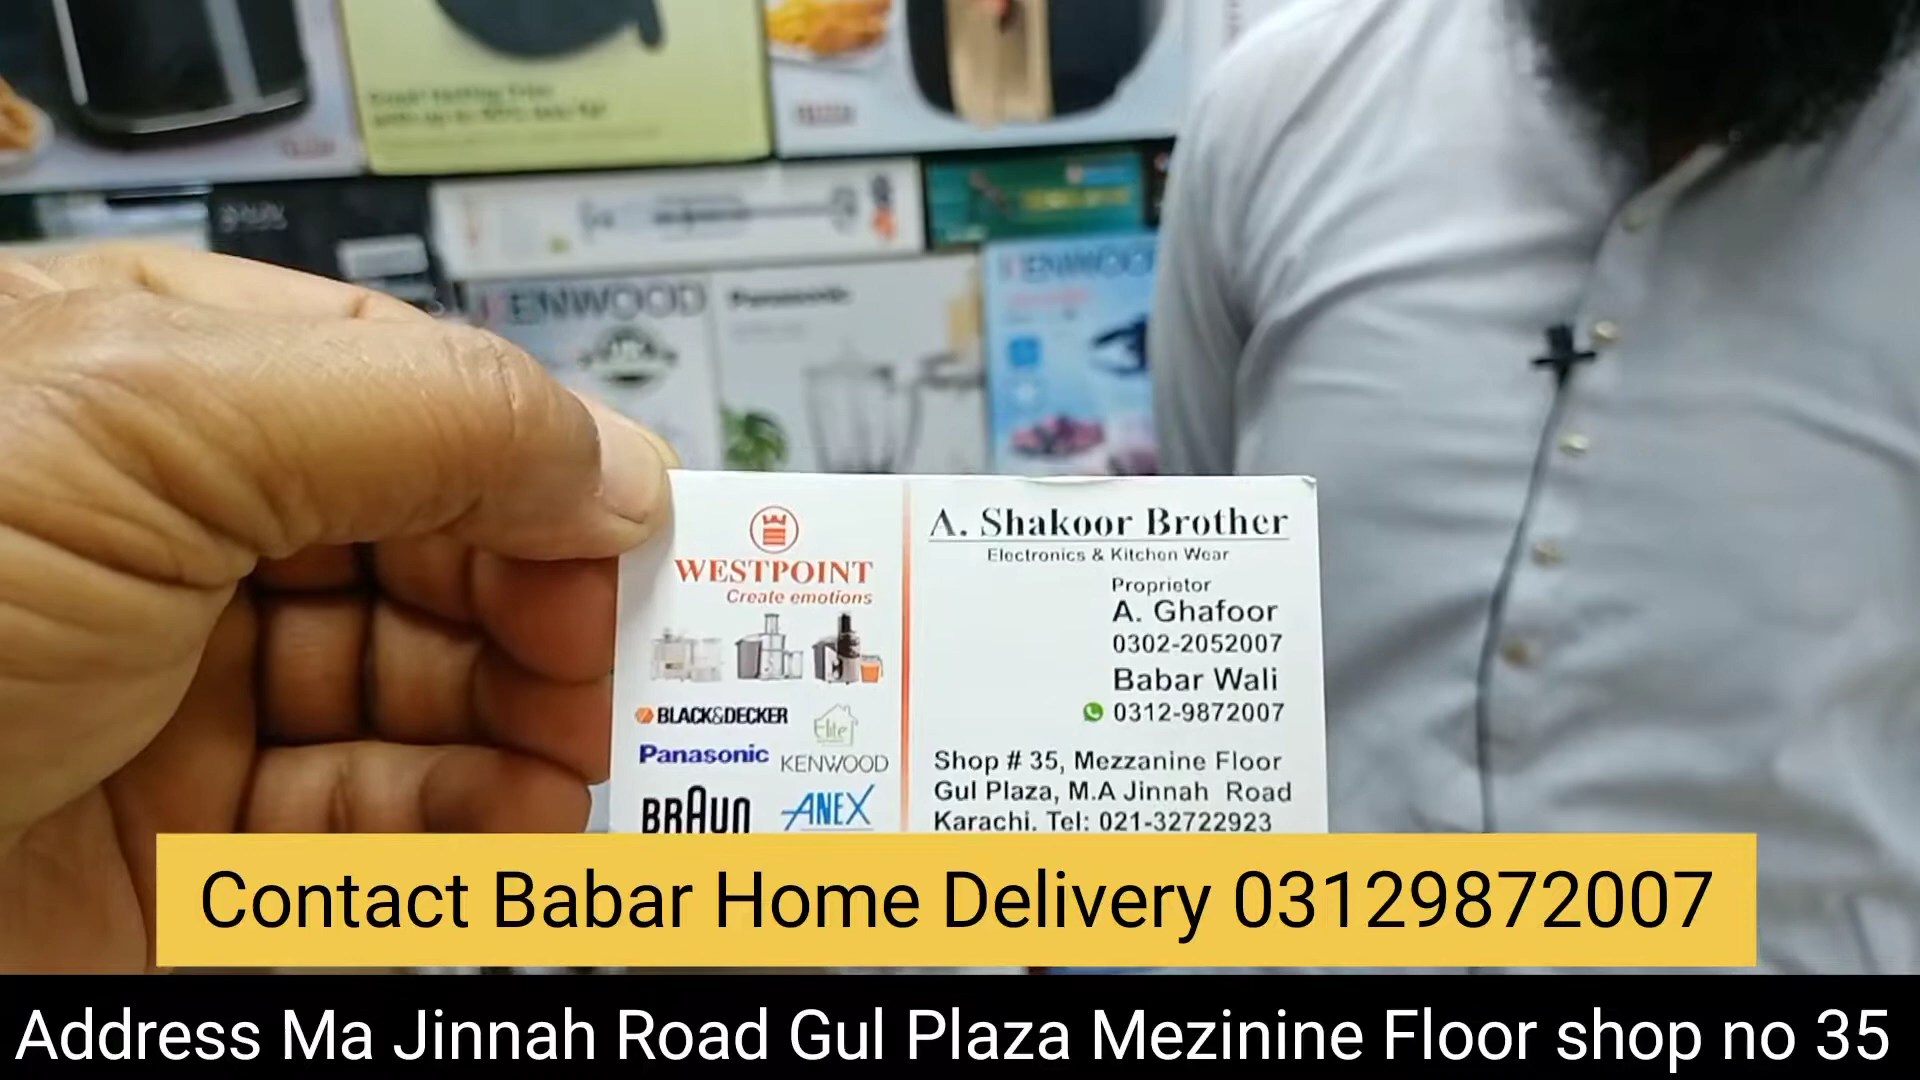 KENWOOD
Panasonic
KENWOOD
WESTPOINT
Create emotions
BLACK&DECKER
Elite
Panasonic
KENWOOD
BRAUN
ANEX
A. Shakoor Brother
Electronics & Kitchen Wear
Proprietor
A. Ghafoor
0302-2052007
Babar Wali
0312-9872007
Shop # 35, Mezzanine Floor
Gul Plaza, M.A Jinnah Road
Karachi. Tel: 021-32722923
Contact Babar Home Delivery 03129872007
Address Ma Jinnah Road Gul Plaza Mezinine Floor shop no 35